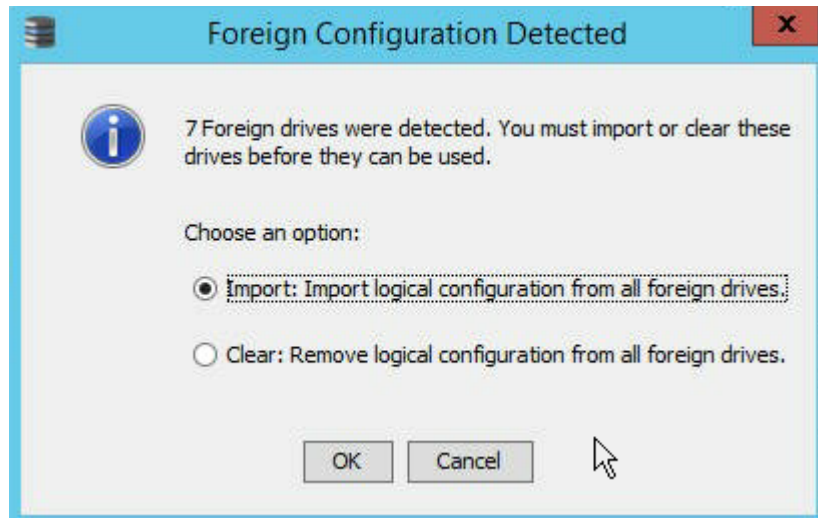 Foreign Configuration Detected
x
7 Foreign drives were detected. You must import or clear these
drives before they can be used.
Choose an option:
Import: Import logical configuration from all foreign drives.
Clear: Remove logical configuration from all foreign drives.
OK Cancel